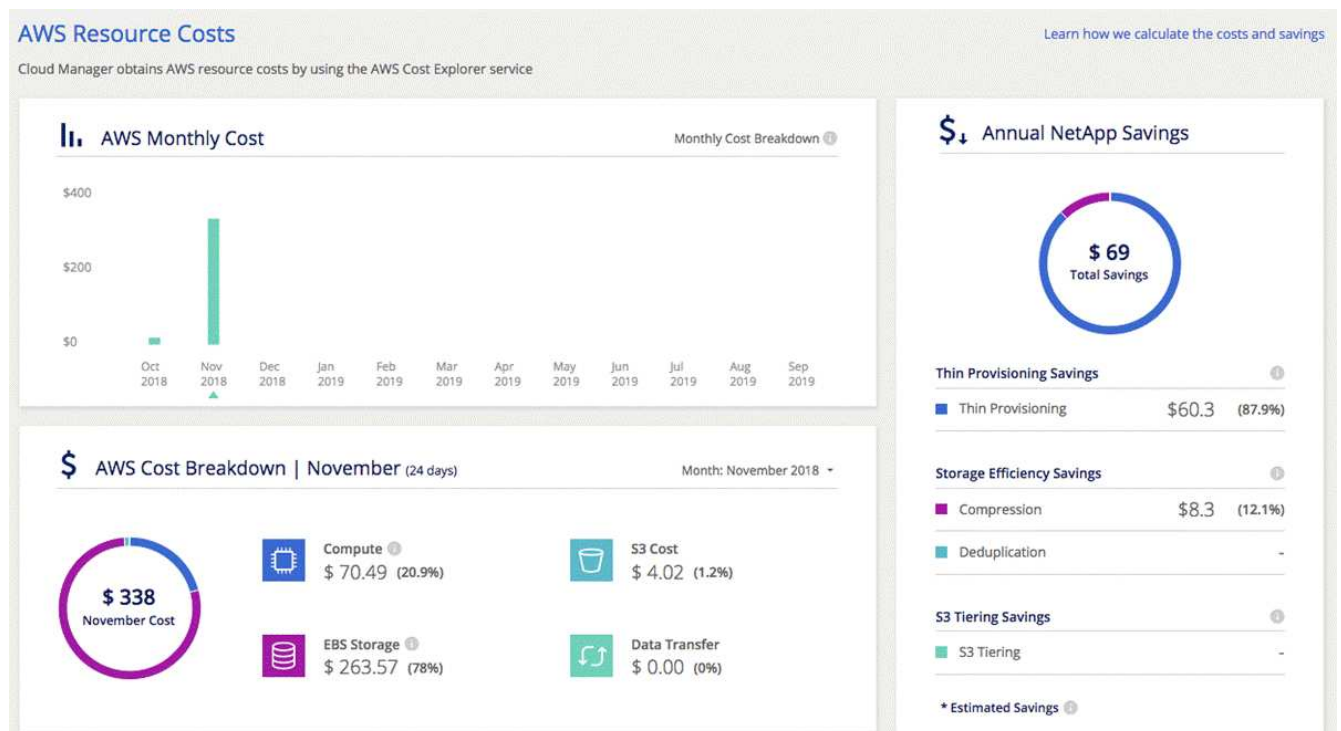 AWS Resource Costs
Learn how we calculate the costs and savings
Cloud Manager obtains AWS resource costs by using the AWS Cost Explorer service
AWS Monthly Cost
Monthly Cost Breakdown
$400
$200
$0
Oct 2018
Nov 2018
Dec 2018
Jan 2019
Feb 2019
Mar 2019
Apr 2019
May 2019
Jun 2019
Jul 2019
Aug 2019
Sep 2019
AWS Cost Breakdown | November (24 days)
Month: November 2018
$ 338
November Cost
Compute
$ 70.49 (20.9%)
S3 Cost
$ 4.02 (1.2%)
EBS Storage
$ 263.57 (78%)
Data Transfer
$ 0.00 (0%)
Annual NetApp Savings
$ 69
Total Savings
Thin Provisioning Savings
Thin Provisioning $60.3 (87.9%)
Storage Efficiency Savings
Compression $8.3 (12.1%)
Deduplication -
S3 Tiering Savings
S3 Tiering -
* Estimated Savings